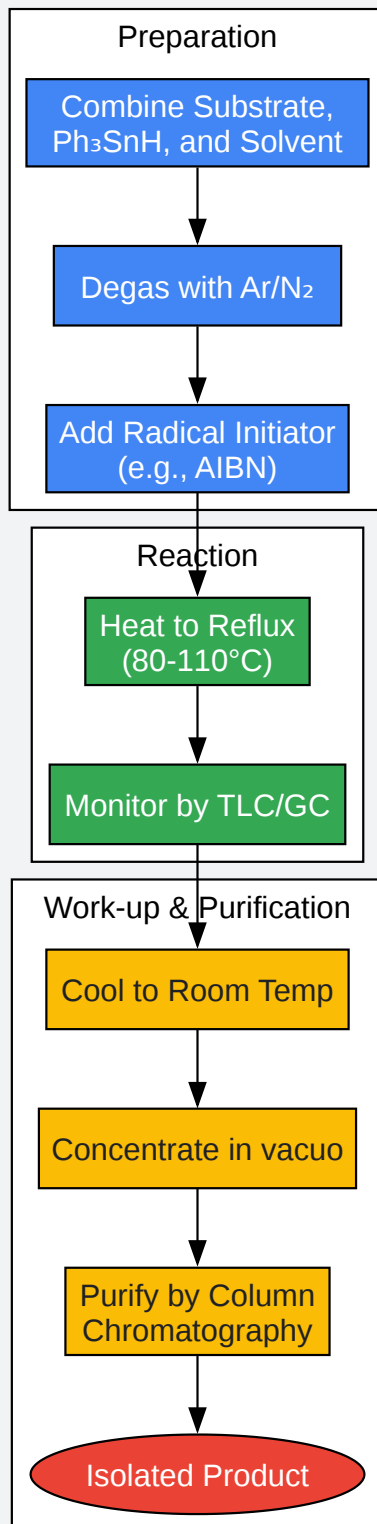 Preparation
Combine Substrate,
Ph₃SnH, and Solvent
Degas with Ar/N₂
Add Radical Initiator
(e.g., AIBN)
Reaction
Heat to Reflux
(80-110°C)
Monitor by TLC/GC
Work-up & Purification
Cool to Room Temp
Concentrate in vacuo
Purify by Column
Chromatography
Isolated Product